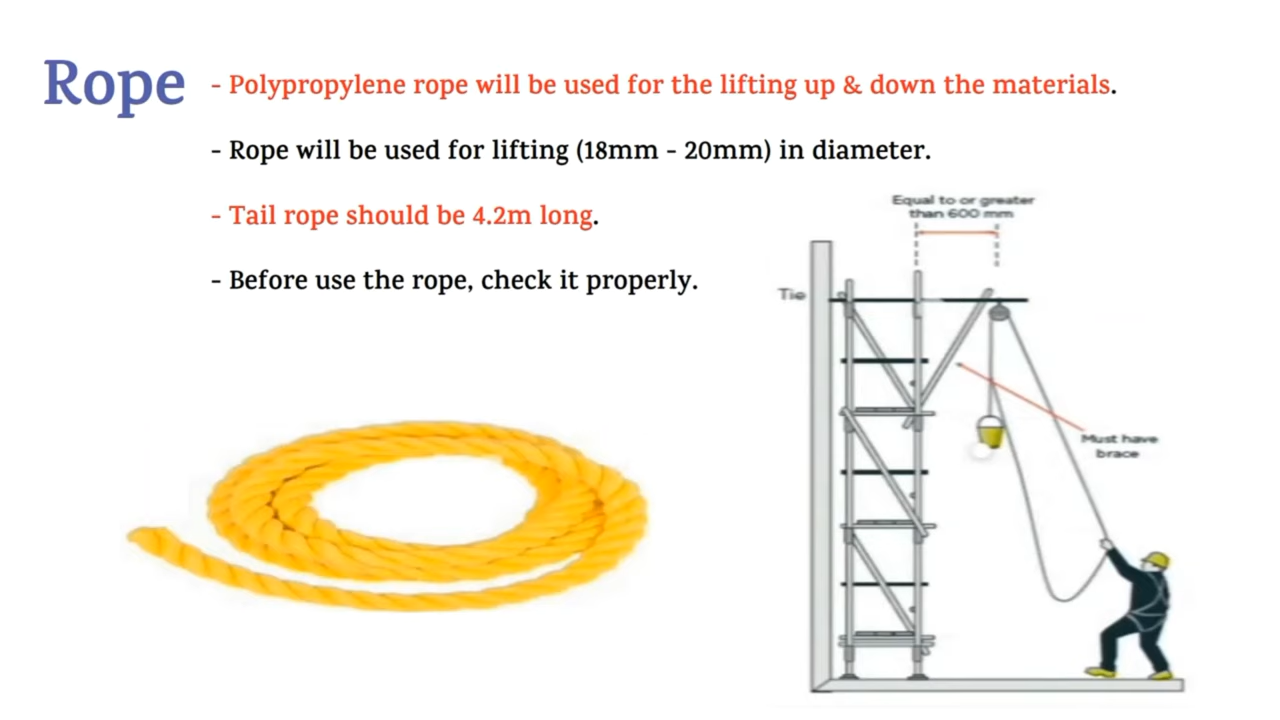 Rope
- Polypropylene rope will be used for the lifting up & down the materials.
- Rope will be used for lifting (18mm - 20mm) in diameter.
- Tail rope should be 4.2m long.
- Before use the rope, check it properly.
Equal to or greater
than 600 mm
Tie
Must have
brace